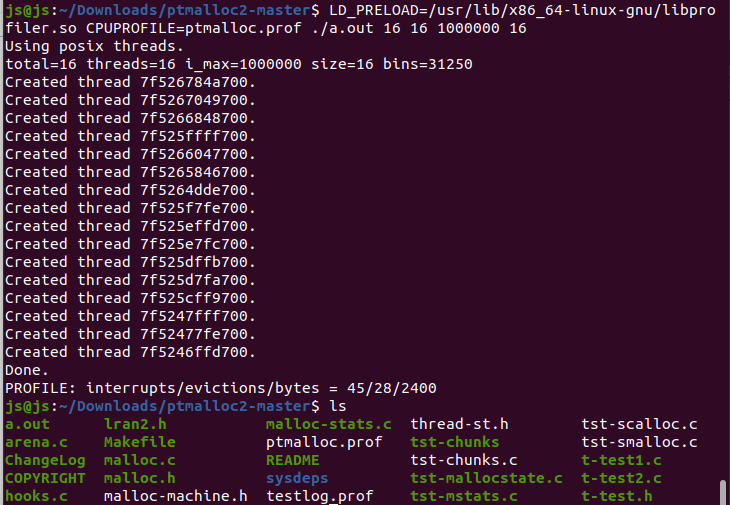 js@js:~/Downloads/ptmalloc2-master$ LD_PRELOAD=/usr/lib/x86_64-linux-gnu/libpro
filer.so CPUPROFILE=ptmalloc.prof ./a.out 16 16 1000000 16
Using posix threads.
total=16 threads=16 i_max=1000000 size=16 bins=31250
Created thread 7f526784a700.
Created thread 7f5267049700.
Created thread 7f5266848700.
Created thread 7f525ffff700.
Created thread 7f5266047700.
Created thread 7f5265846700.
Created thread 7f5264dde700.
Created thread 7f525f7fe700.
Created thread 7f525effd700.
Created thread 7f525e7fc700.
Created thread 7f525dffb700.
Created thread 7f525d7fa700.
Created thread 7f525cff9700.
Created thread 7f5247fff700.
Created thread 7f52477fe700.
Created thread 7f5246ffd700.
Done.
PROFILE: interrupts/evictions/bytes = 45/28/2400
js@js:~/Downloads/ptmalloc2-master$ ls
a.out lran2.h malloc-stats.c thread-st.h tst-scalloc.c
arena.c Makefile ptmalloc.prof tst-chunks tst-smalloc.c
ChangeLog malloc.c README tst-chunks.c t-test1.c
COPYRIGHT malloc.h sysdeps tst-mallocstate.c t-test2.c
hooks.c malloc-machine.h testlog.prof tst-mstats.c t-test.h